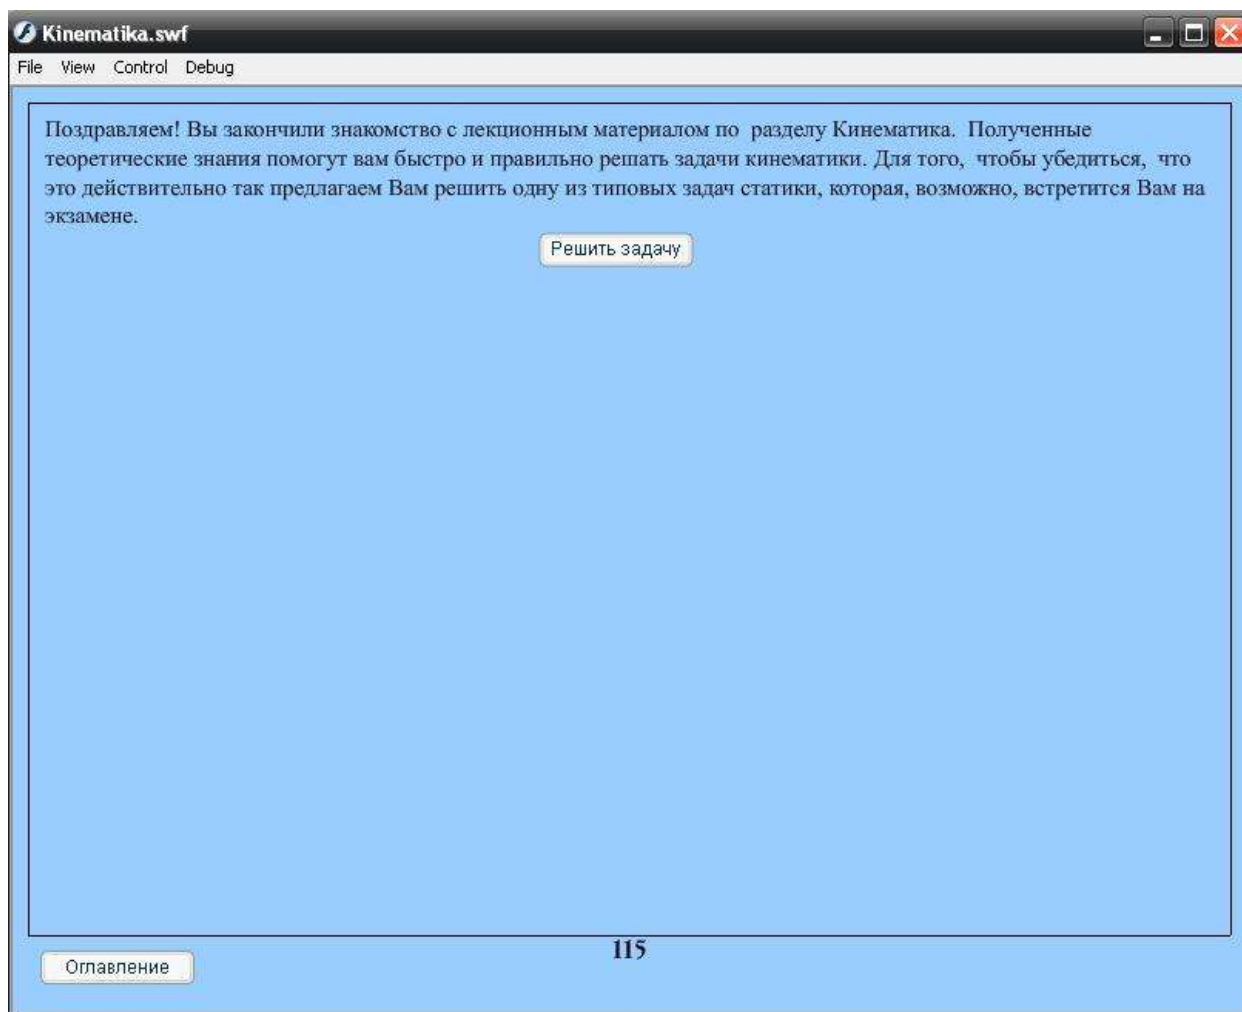 Kinematika.swf
File View Control Debug
Поздравляем! Вы закончили знакомство с лекционным материалом по разделу Кинематика. Полученные
теоретические знания помогут вам быстро и правильно решать задачи кинематики. Для того, чтобы убедиться, что
это действительно так предлагаем Вам решить одну из типовых задач статики, которая, возможно, встретится Вам на
экзамене.
Решить задачу
115
Оглавление